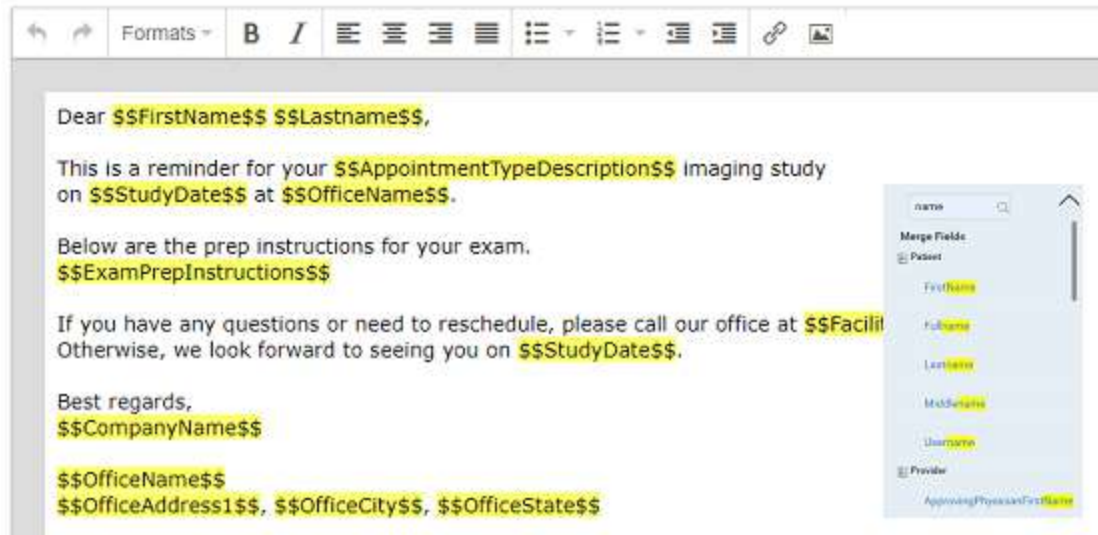 Formats
B I
Dear $$FirstName$$ $$Lastname$$,
This is a reminder for your $$AppointmentTypeDescription$$ imaging study
on $$StudyDate$$ at $$OfficeName$$.
Below are the prep instructions for your exam.
$$ExamPrepInstructions$$
If you have any questions or need to reschedule, please call our office at $$Facilit
Otherwise, we look forward to seeing you on $$StudyDate$$.
Best regards,
$$CompanyName$$
$$OfficeName$$
$$OfficeAddress1$$, $$OfficeCity$$, $$OfficeState$$
name
Merge Fields
Patient
FirstName
Fullname
Lastname
Middlename
Username
Provider
ApprovingPhysicianFirstName